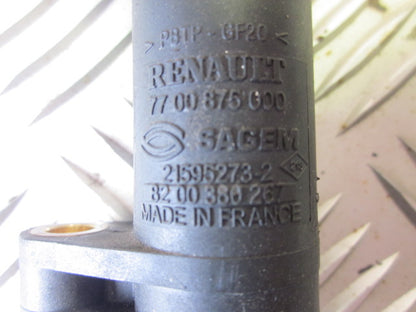 >PBTP-GF20<
RENAULT
77 00 875 000
SAGEM
21595273-2
82 00 380 267
MADE IN FRANCE